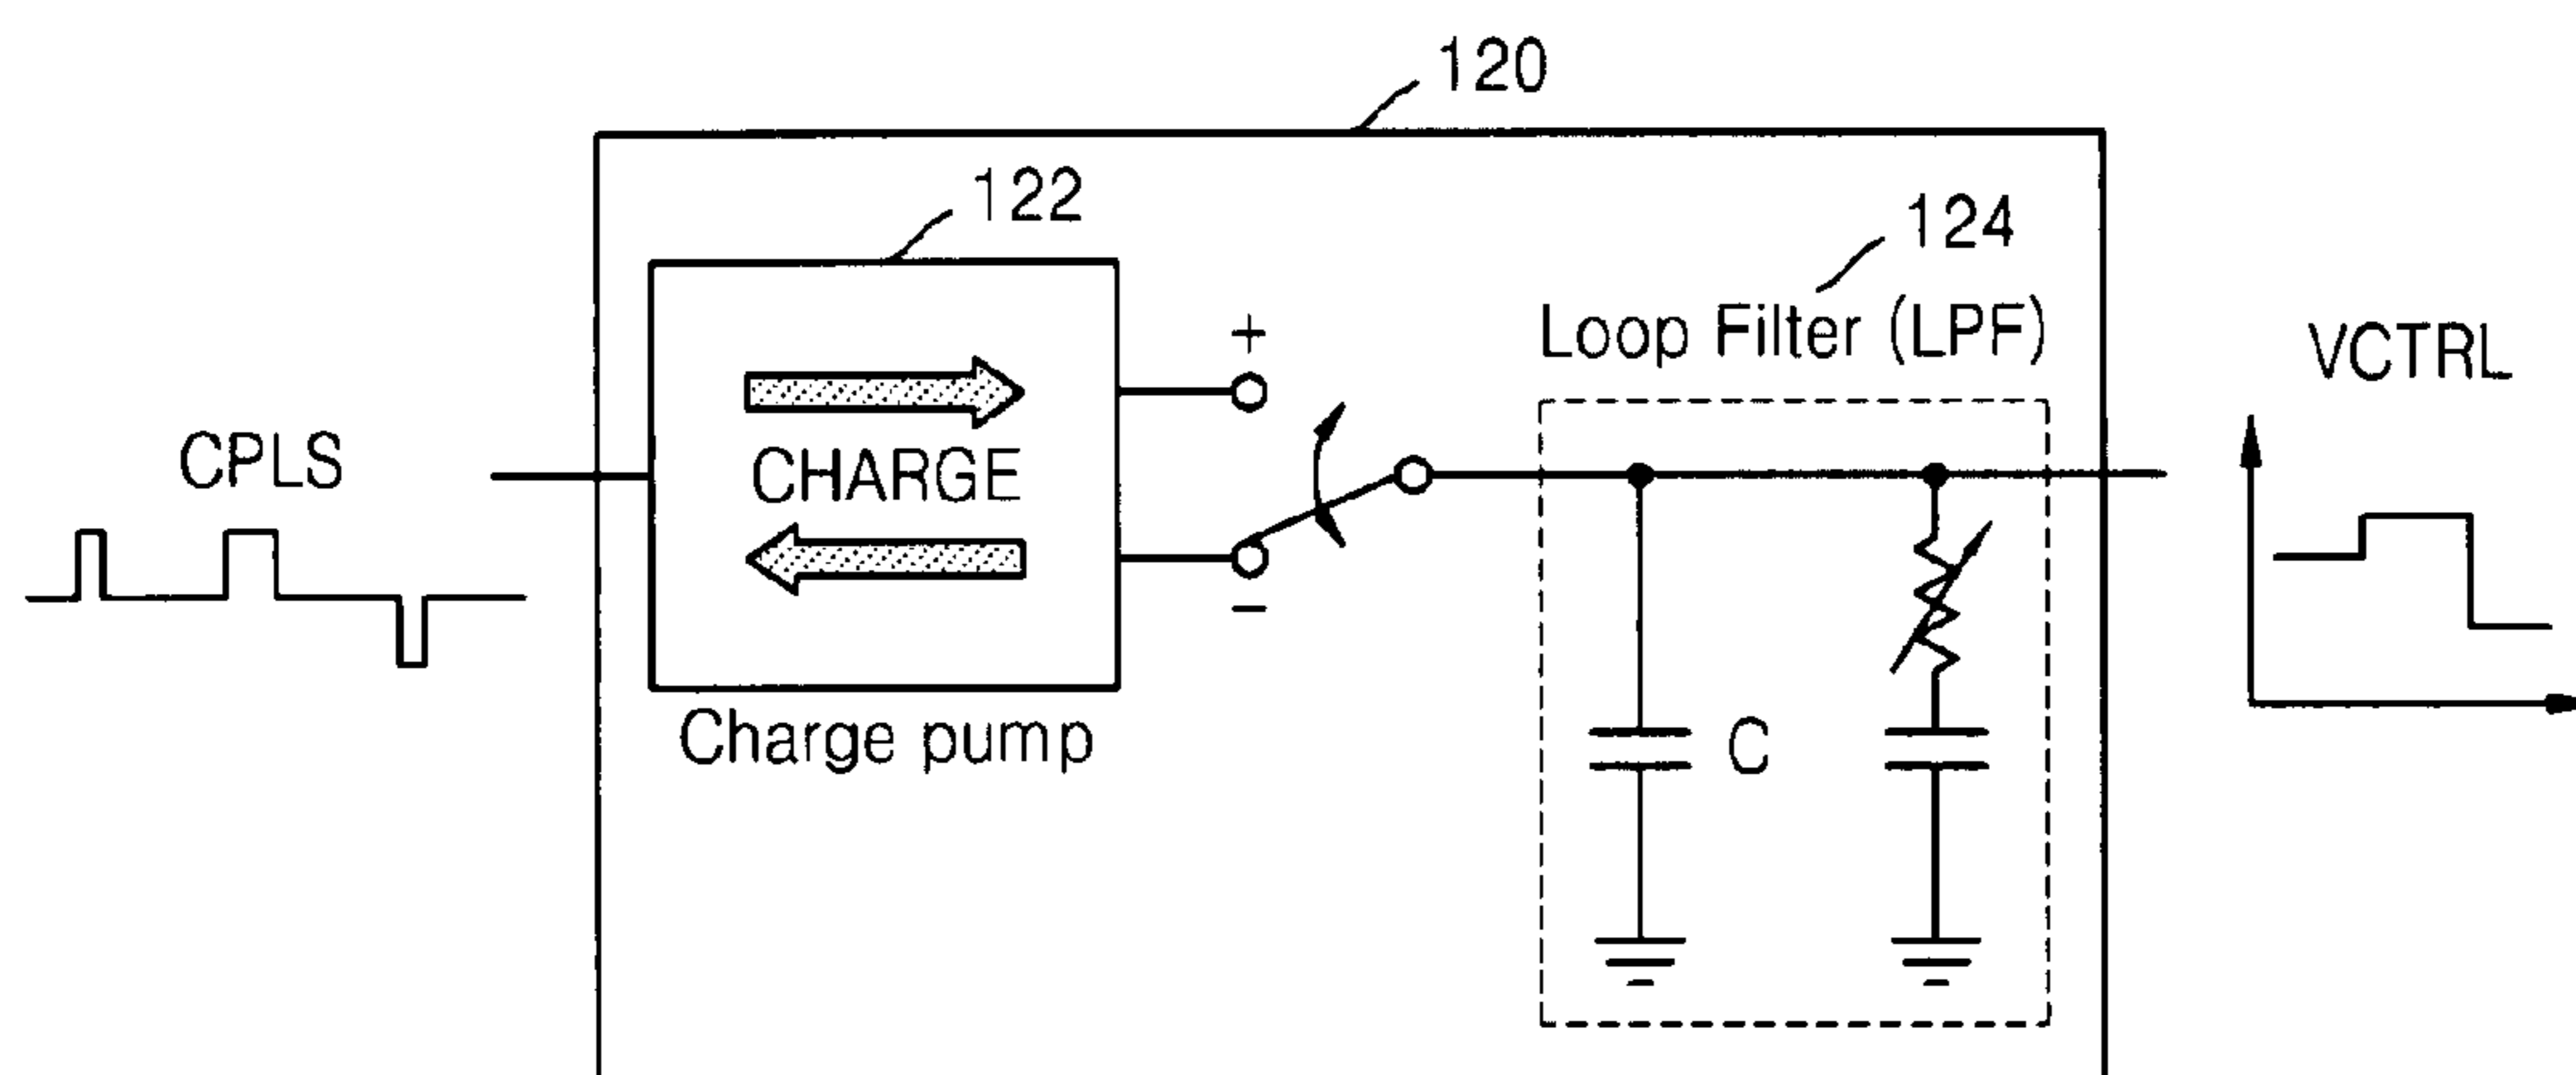 120
122
124
Loop Filter (LPF)
+
VCTRL
CPLS
CHARGE
−
Charge pump
C